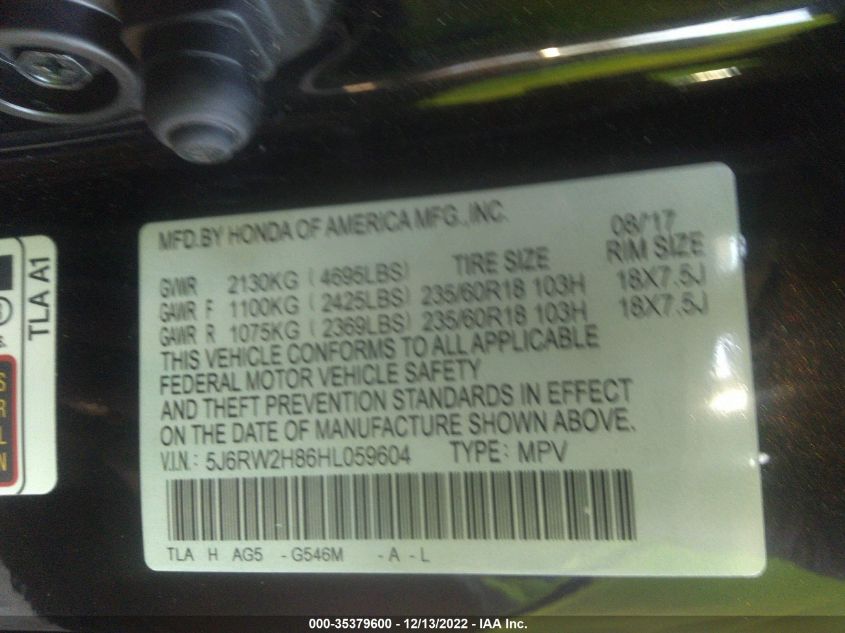 MFD.BY HONDA OF AMERICA MFG.,INC. 08/'17
TIRE SIZE RIM SIZE
GVWR 2130KG (4695LBS)
GAWR F 1100KG (2425LBS) 235/60R18 103H 18X7.5J
GAWR R 1075KG (2369LBS) 235/60R18 103H 18X7.5J
THIS VEHICLE CONFORMS TO ALL APPLICABLE
FEDERAL MOTOR VEHICLE SAFETY
AND THEFT PREVENTION STANDARDS IN EFFECT
ON THE DATE OF MANUFACTURE SHOWN ABOVE.
V.I.N.: 5J6RW2H86HL059604 TYPE: MPV
TLA H AG5 -G546M -A-L
TLA A1
000-35379600 - 12/13/2022 - IAA Inc.